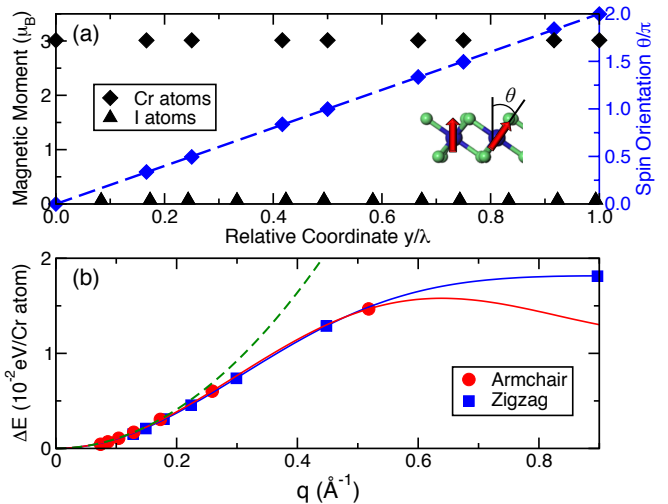 (a)
Magnetic Moment (μB)
3
2
1
0
Cr atoms
I atoms
θ
2.0
1.5
1.0
0.5
0.0
Spin Orientation θ/π
0.0 0.2 0.4 0.6 0.8 1.0
Relative Coordinate y/λ
(b)
ΔE (10⁻² eV/Cr atom)
2
1
0
Armchair
Zigzag
0 0.2 0.4 0.6 0.8
q (Å⁻¹)